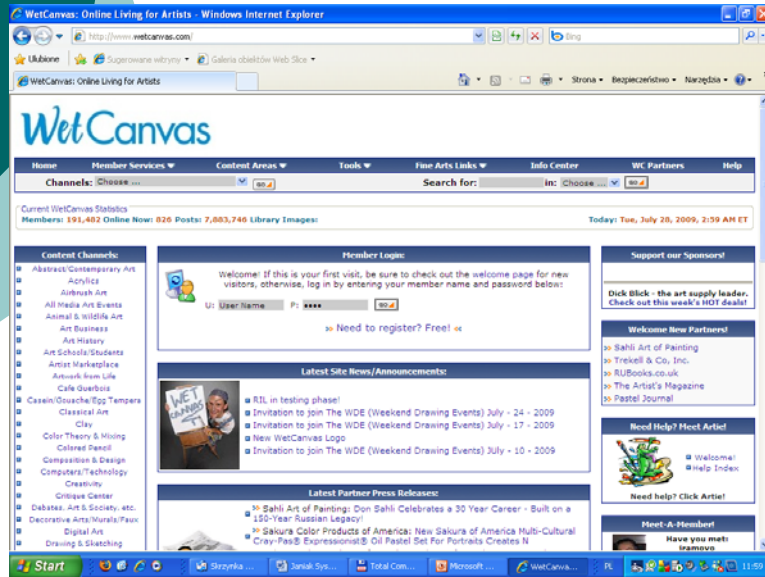 WetCanvas: Online Living for Artists - Windows Internet Explorer
http://www.wetcanvas.com/
Bing
Ulubione Sugerowane witryny Galeria obiektów Web Slice
WetCanvas: Online Living for Artists
Strona Bezpieczeństwo Narzędzia
WetCanvas
Home Member Services Content Areas Tools Fine Arts Links Info Center WC Partners Help
Channels: Choose ... GO Search for: in: Choose ... GO
Current WetCanvas Statistics
Members: 191,482 Online Now: 826 Posts: 7,883,746 Library Images: Today: Tue, July 28, 2009, 2:59 AM ET
Content Channels:
Abstract/Contemporary Art
Acrylics
Airbrush Art
All Media Art Events
Animal & Wildlife Art
Art Business
Art History
Art Schools/Students
Artist Marketplace
Artwork from Life
Cafe Guerbois
Casein/Gouache/Egg Tempera
Classical Art
Clay
Color Theory & Mixing
Colored Pencil
Composition & Design
Computers/Technology
Creativity
Critique Center
Debates, Art & Society, etc.
Decorative Arts/Murals/Faux
Digital Art
Drawing & Sketching
Member Login:
Welcome! If this is your first visit, be sure to check out the welcome page for new
visitors, otherwise, log in by entering your member name and password below:
U: User Name P: GO
Need to register? Free!
Latest Site News/Announcements:
WET CANVAS
RIL in testing phase!
Invitation to join The WDE (Weekend Drawing Events) July - 24 - 2009
Invitation to join The WDE (Weekend Drawing Events) July - 17 - 2009
New WetCanvas Logo
Invitation to join The WDE (Weekend Drawing Events) July - 10 - 2009
Latest Partner Press Releases:
Sahli Art of Painting: Don Sahli Celebrates a 30 Year Career - Built on a
150-Year Russian Legacy!
Sakura Color Products of America: New Sakura of America Multi-Cultural
Cray-Pas® Expressionist® Oil Pastel Set For Portraits Creates N
Support our Sponsors!
Dick Blick - the art supply leader.
Check out this week's HOT deals!
Welcome New Partners!
Sahli Art of Painting
Trekell & Co, Inc.
RUBooks.co.uk
The Artist's Magazine
Pastel Journal
Need Help? Meet Artie!
Welcome!
Help Index
Need help? Click Artie!
Meet-A-Member!
Have you met:
iramovo
Start Skrzynka ... Janiak Sys... Total Com... Microsoft ... WetCanva... PL 11:59